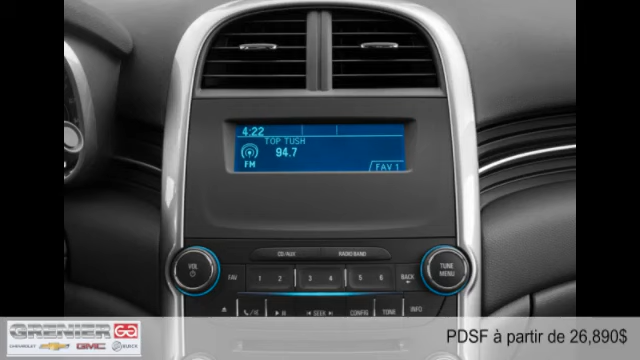 4:22
TOP TUSH
94.7
FM
FAV 1
CD/AUX
RADIO BAND
VOL
FAV
1 2
3 4
5 6
BACK
TUNE
MENU
SEEK
CONFIG
TONE
INFO
GRENIER
CHEVROLET
GMC
BUICK
PDSF à partir de 26,890$